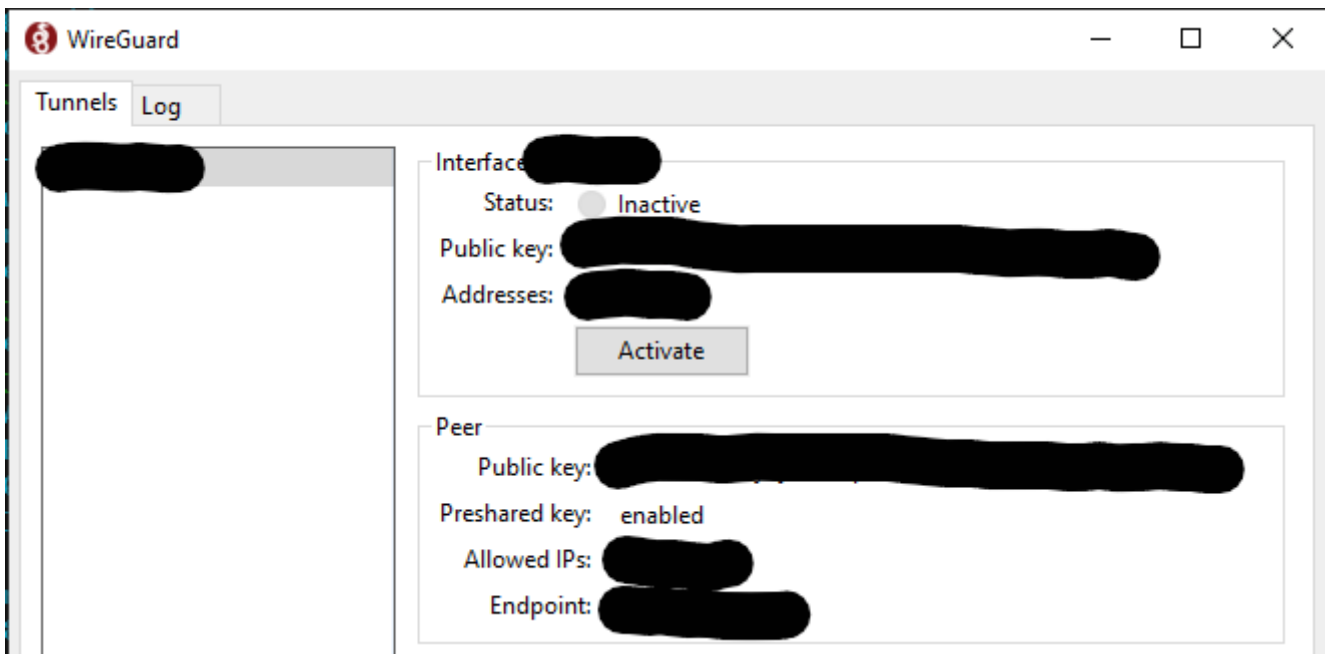 WireGuard
Tunnels
Log
Interface
Status: Inactive
Public key:
Addresses:
Activate
Peer
Public key:
Preshared key: enabled
Allowed IPs:
Endpoint: